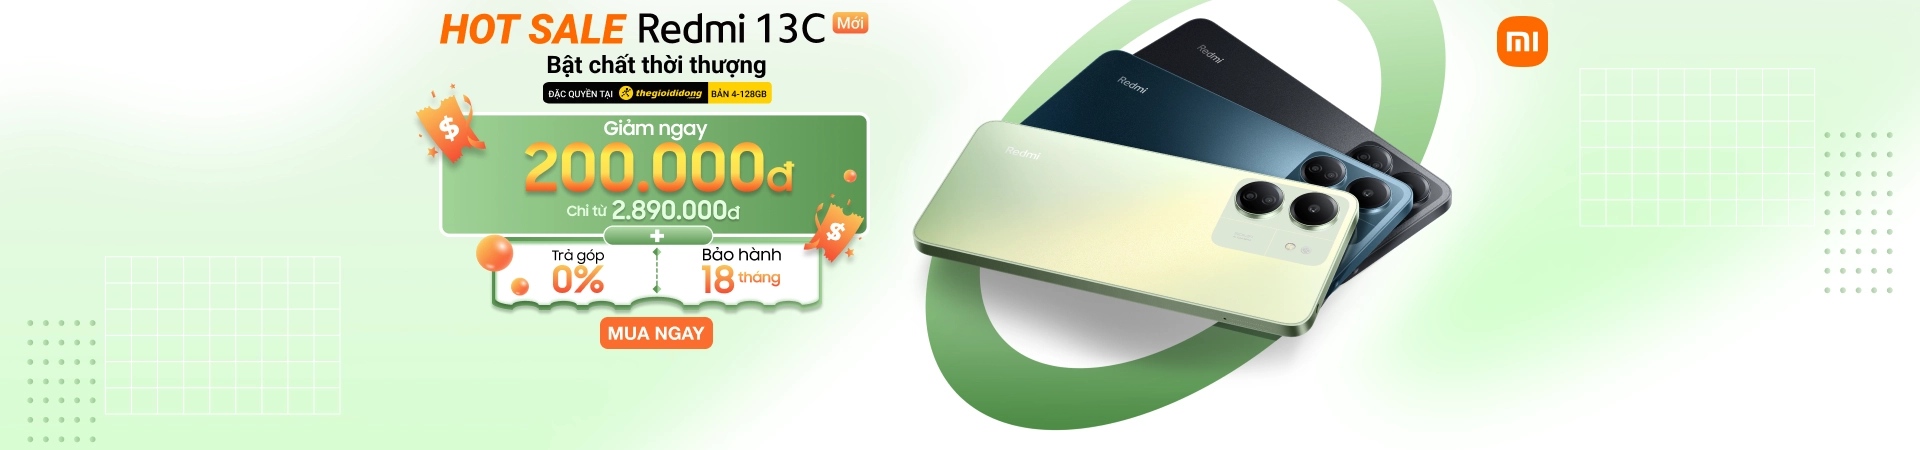 HOT SALE Redmi 13C Mới
Bật chất thời thượng
ĐẶC QUYỀN TẠI thegioididong BẢN 4-128GB
Giảm ngay
200.000đ
Chỉ từ 2.890.000đ
+
Trả góp
0%
Bảo hành
18 tháng
MUA NGAY
Redmi
Redmi
Redmi
mi